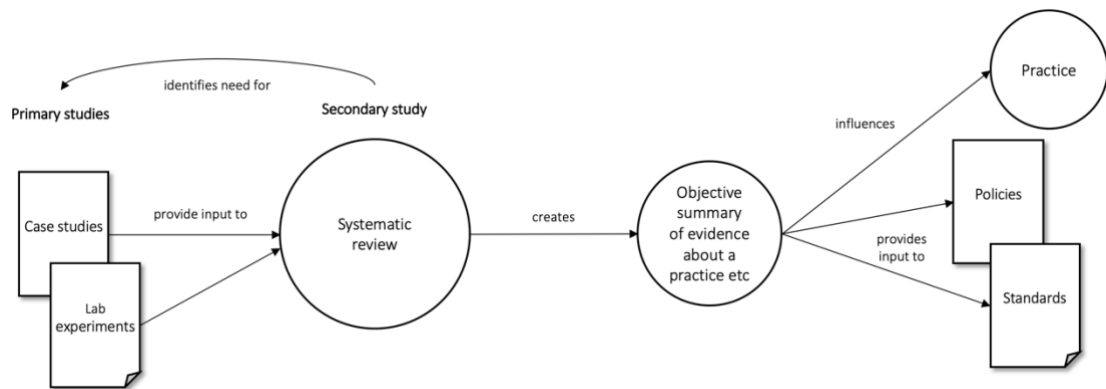 identifies need for
Primary studies
Secondary study
Case studies
Lab
experiments
provide input to
Systematic
review
creates
Objective
summary
of evidence
about a
practice etc
influences
provides
input to
Practice
Policies
Standards